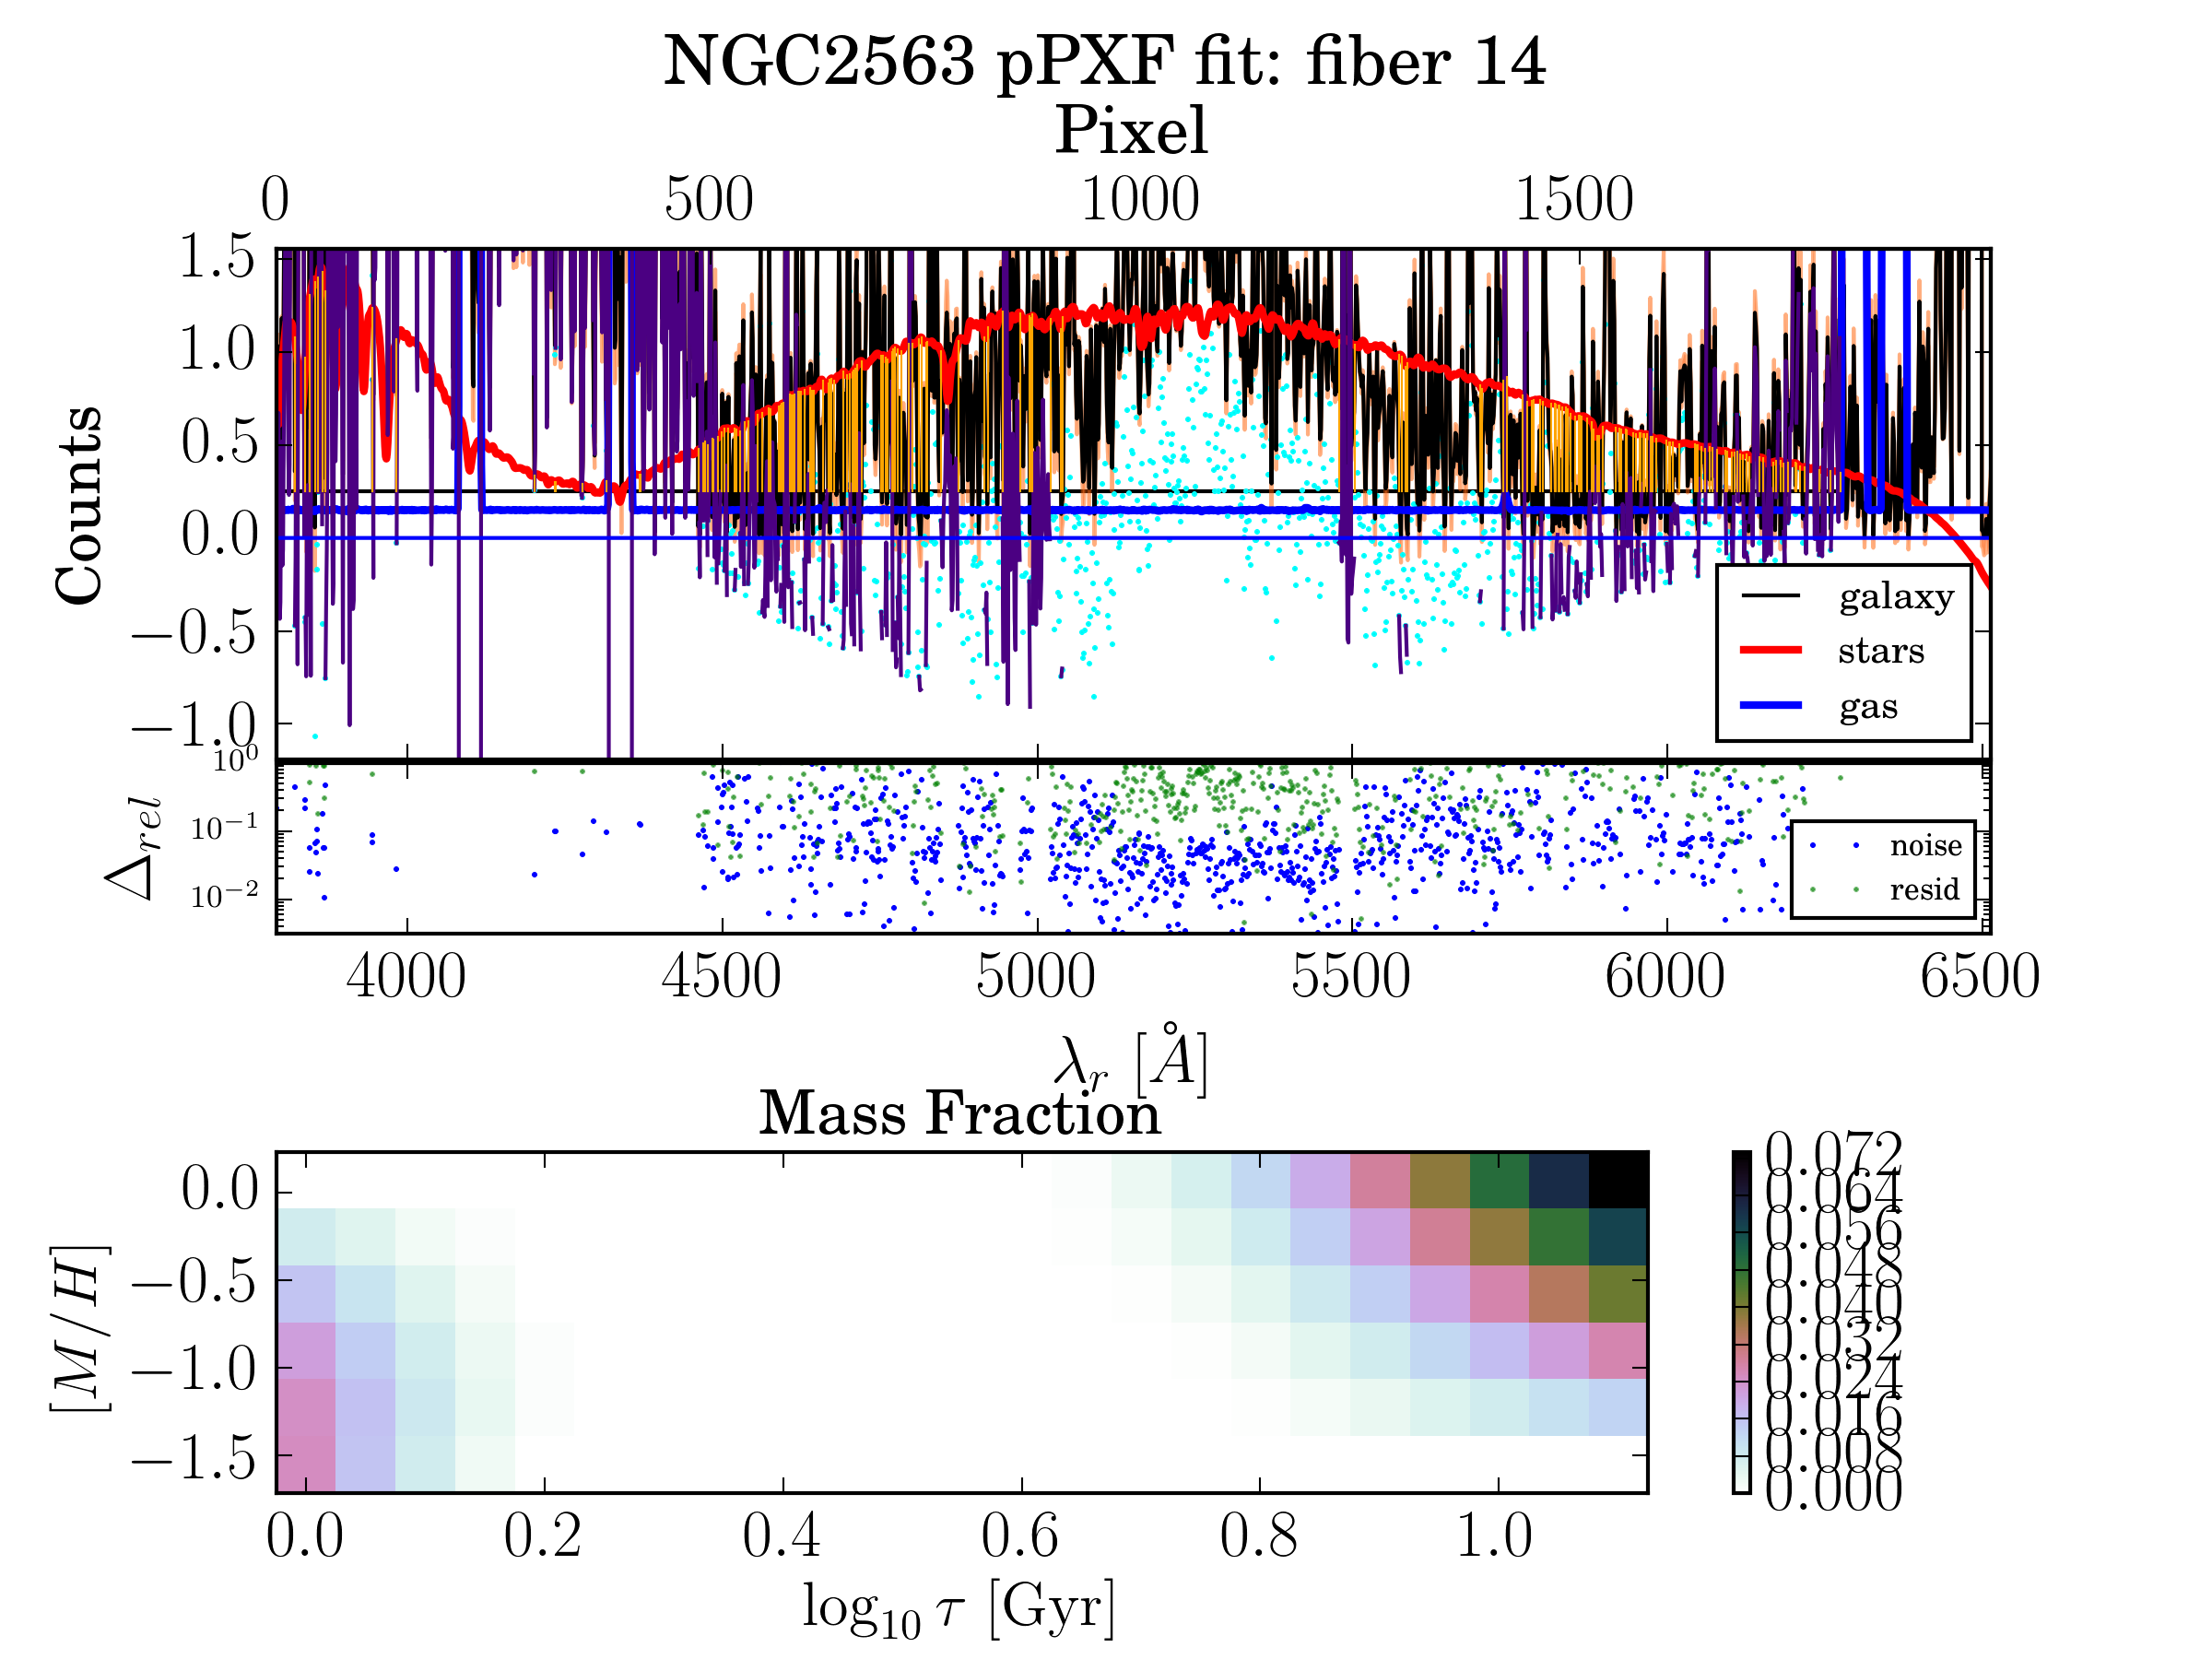 NGC2563 pPXF fit: fiber 14
Pixel
0 500 1000 1500
Counts
1.5
1.0
0.5
0.0
−0.5
−1.0
galaxy
stars
gas
Δrel
10⁰
10⁻¹
10⁻²
noise
resid
4000 4500 5000 5500 6000 6500
λr [Å]
Mass Fraction
[M/H]
0.0
−0.5
−1.0
−1.5
0.0 0.2 0.4 0.6 0.8 1.0
log₁₀ τ [Gyr]
0.072
0.064
0.056
0.048
0.040
0.032
0.024
0.016
0.008
0.000